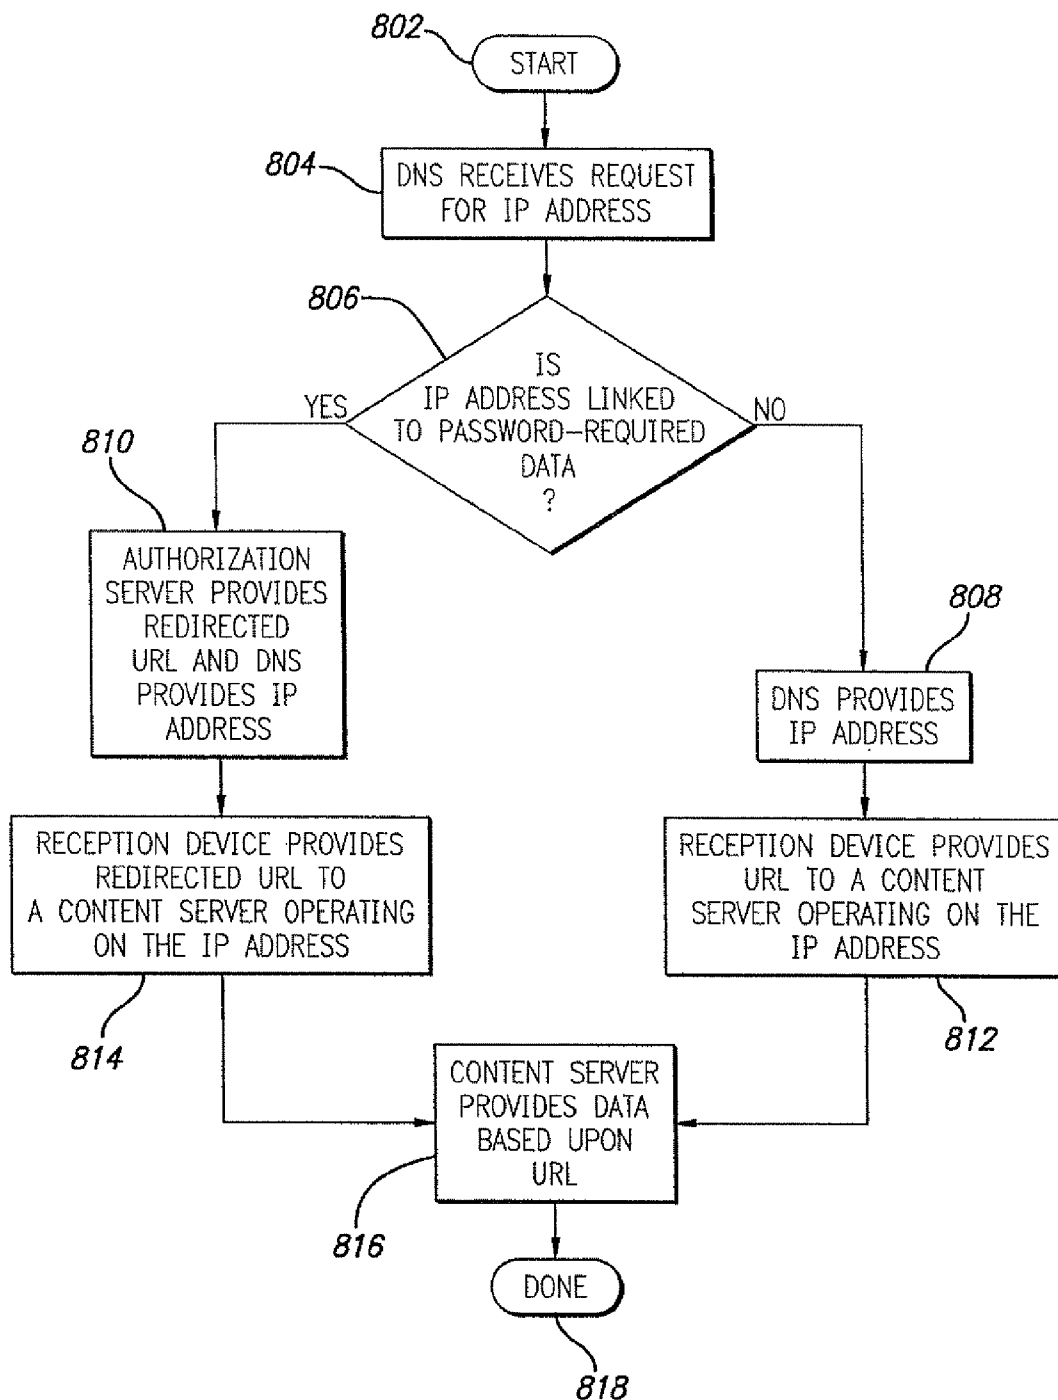 802
START
804
DNS RECEIVES REQUEST
FOR IP ADDRESS
806
IS
IP ADDRESS LINKED
TO PASSWORD-REQUIRED
DATA
?
YES
NO
810
AUTHORIZATION
SERVER PROVIDES
REDIRECTED
URL AND DNS
PROVIDES IP
ADDRESS
808
DNS PROVIDES
IP ADDRESS
RECEPTION DEVICE PROVIDES
REDIRECTED URL TO
A CONTENT SERVER OPERATING
ON THE IP ADDRESS
814
RECEPTION DEVICE PROVIDES
URL TO A CONTENT
SERVER OPERATING ON THE
IP ADDRESS
812
CONTENT SERVER
PROVIDES DATA
BASED UPON
URL
816
DONE
818